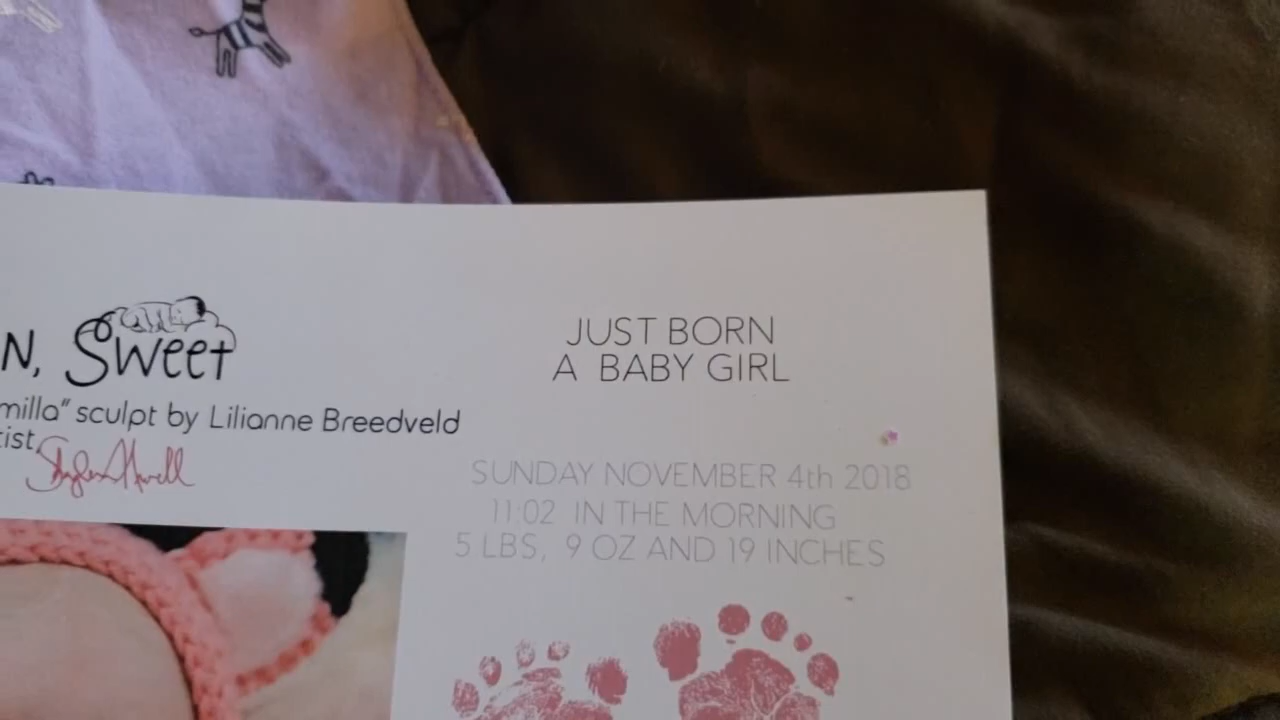 N, Sweet
milla" sculpt by Lilianne Breedveld
tist,
JUST BORN
A BABY GIRL
SUNDAY NOVEMBER 4th 2018
11:02 IN THE MORNING
5 LBS, 9 OZ AND 19 INCHES